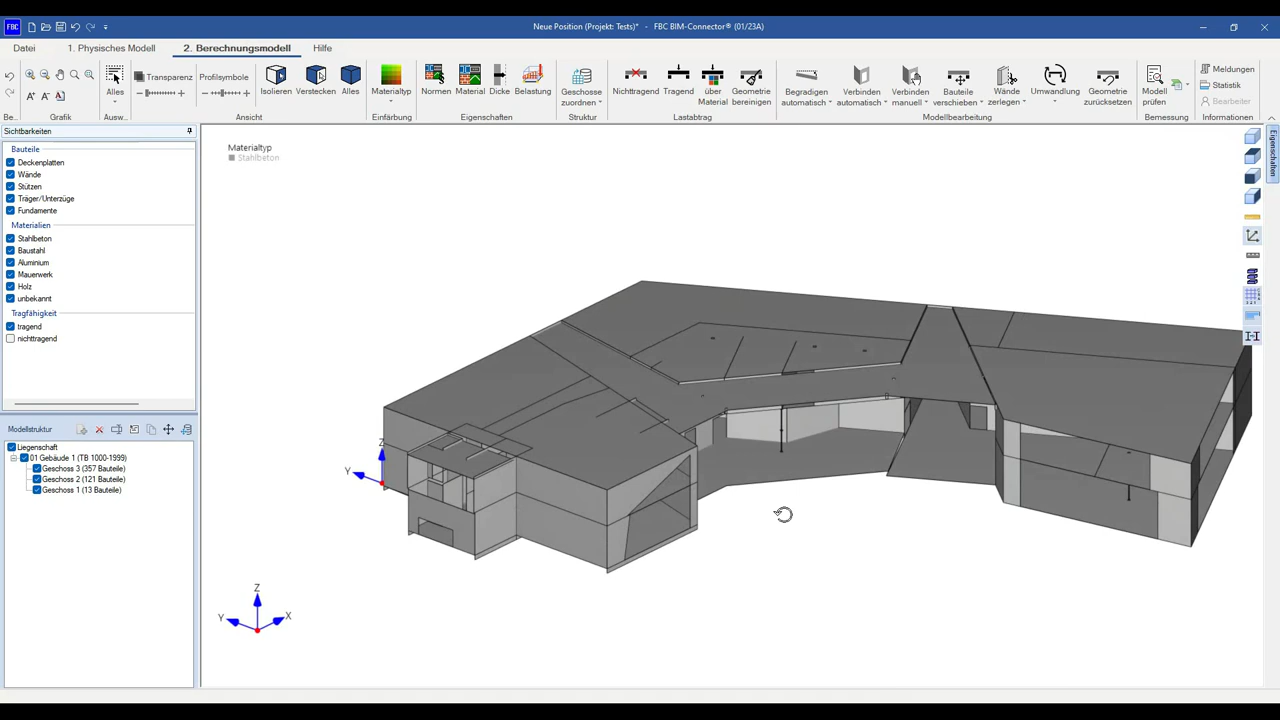 FBC
Neue Position (Projekt: Tests)* - FBC BIM-Connector® (01/23A)
Datei 1. Physisches Modell 2. Berechnungsmodell Hilfe
Alles Transparenz Profilsymbole Isolieren Verstecken Alles Materialtyp Normen Material Dicke Belastung Geschosse zuordnen Nichttragend Tragend über Material Geometrie bereinigen Begradigen automatisch Verbinden automatisch Verbinden manuell Bauteile verschieben Wände zerlegen Umwandlung Geometrie zurücksetzen Modell prüfen Meldungen
Statistik
Bearbeiter
Be... Grafik Ausw... Ansicht Einfärbung Eigenschaften Struktur Lastabtrag Modellbearbeitung Bemessung Informationen
Sichtbarkeiten
Bauteile
Deckenplatten
Wände
Stützen
Träger/Unterzüge
Fundamente
Materialien
Stahlbeton
Baustahl
Aluminium
Mauerwerk
Holz
unbekannt
Tragfähigkeit
tragend
nichttragend
Modellstruktur
Liegenschaft
01 Gebäude 1 (TB 1000-1999)
Geschoss 3 (357 Bauteile)
Geschoss 2 (121 Bauteile)
Geschoss 1 (13 Bauteile)
Materialtyp
Stahlbeton
Z
Y
Z
Y X
Eigenschaften